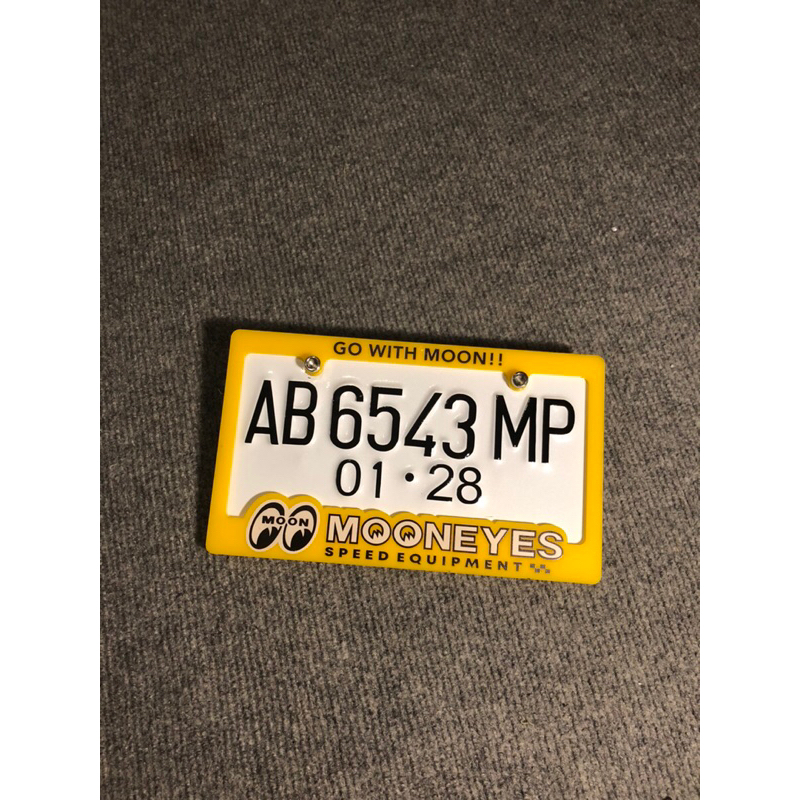 GO WITH MOON!!
AB 6543 MP
01 • 28
MOON
MOONEYES
SPEED EQUIPMENT